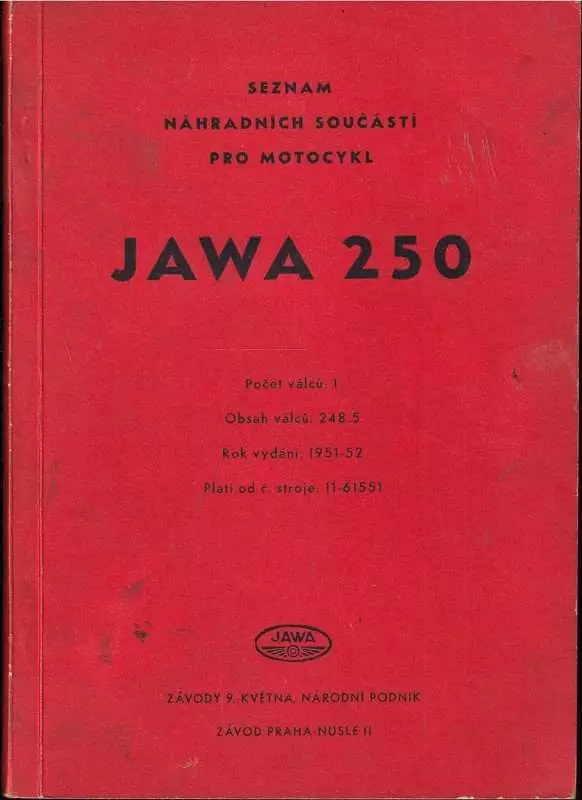 SEZNAM
NÁHRADNÍCH SOUČÁSTÍ
PRO MOTOCYKL
JAWA 250
Počet válců: 1
Obsah válců: 248.5
Rok vydání: 1951-52
Platí od č. stroje: 11-61551
JAWA
ZÁVODY 9. KVĚTNA, NÁRODNÍ PODNIK
ZÁVOD PRAHA-NUSLE II